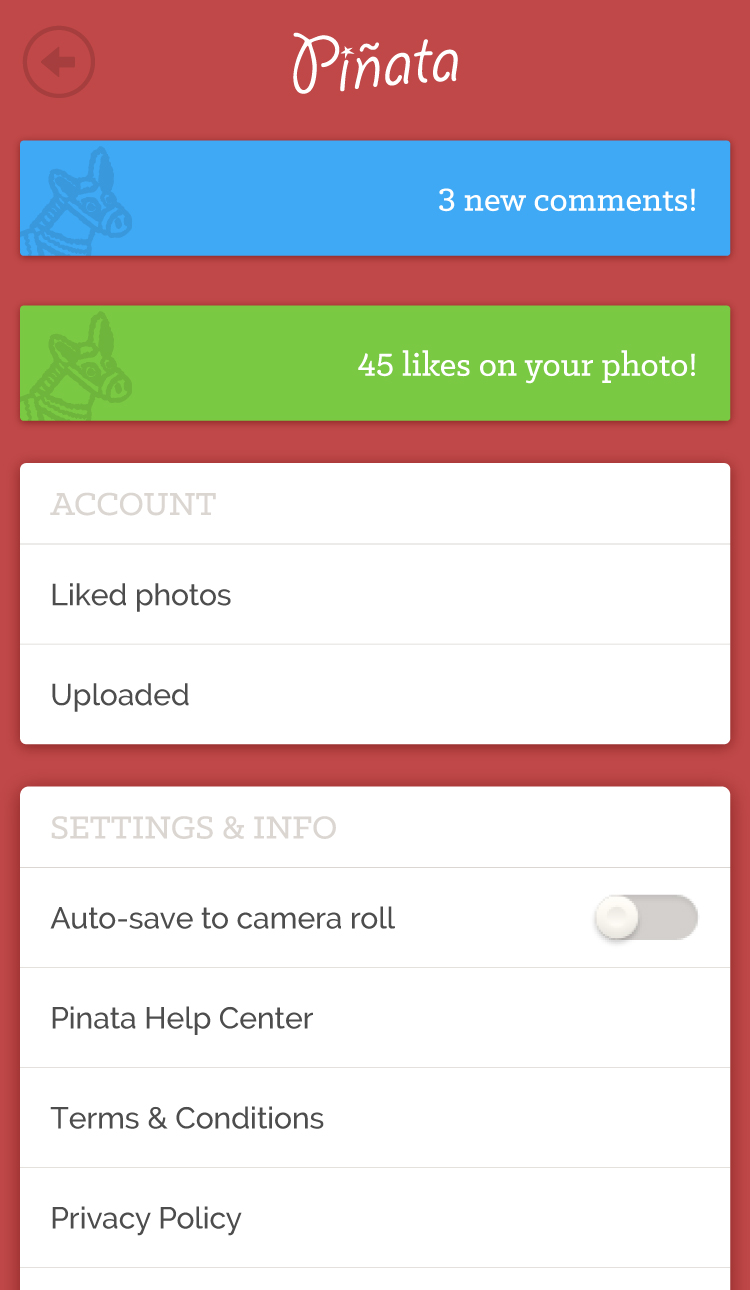 Piñata
3 new comments!
45 likes on your photo!
ACCOUNT
Liked photos
Uploaded
SETTINGS & INFO
Auto-save to camera roll
Pinata Help Center
Terms & Conditions
Privacy Policy